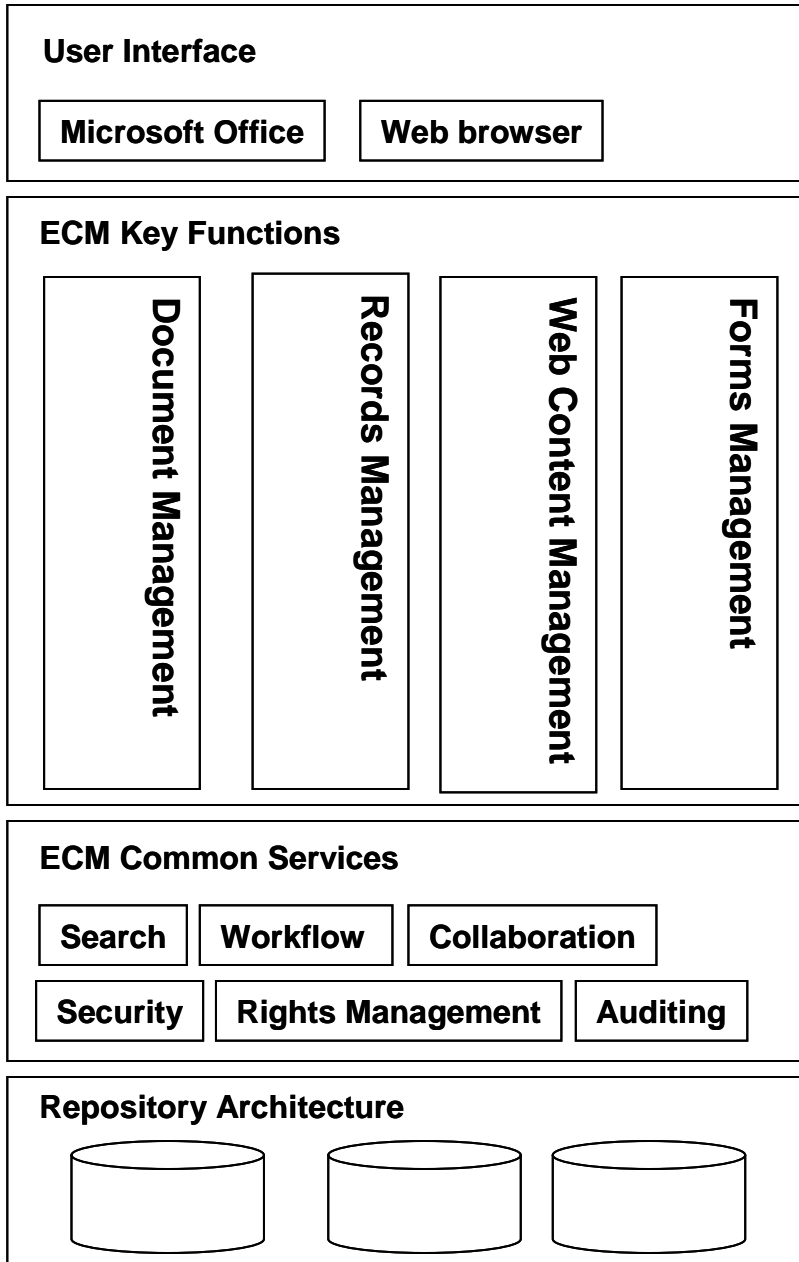 User Interface
Microsoft Office
Web browser
ECM Key Functions
Document Management
Records Management
Web Content Management
Forms Management
ECM Common Services
Search
Workflow
Collaboration
Security
Rights Management
Auditing
Repository Architecture